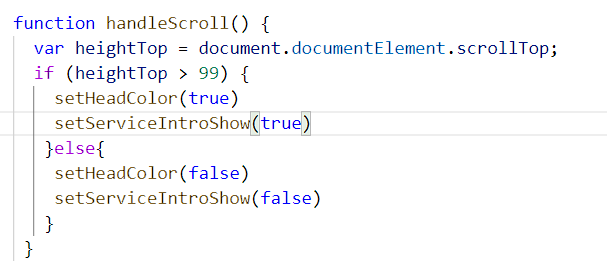 function handleScroll() {
  var heightTop = document.documentElement.scrollTop;
  if (heightTop > 99) {
    setHeadColor(true)
    setServiceIntroShow(true)
   }else{
    setHeadColor(false)
    setServiceIntroShow(false)
   }
 }